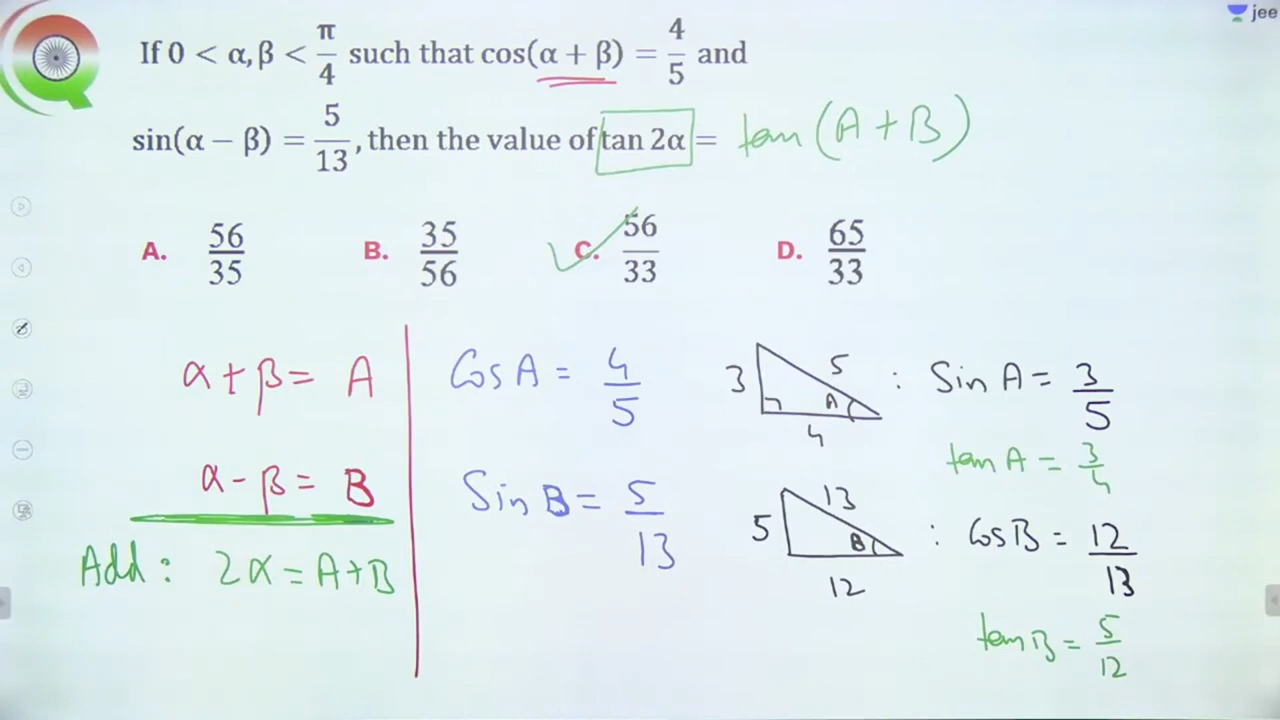 jee
If 0 < α, β < π/4 such that cos(α + β) = 4/5 and
sin(α − β) = 5/13, then the value of tan 2α = tan(A + B)
A. 56/35 B. 35/56 C. 56/33 D. 65/33
α + β = A
α - β = B
Add : 2α = A+B
Cos A = 4/5
Sin B = 5/13
3 5 A 4 : Sin A = 3/5
tan A = 3/4
5 13 B 12 : Cos B = 12/13
tan B = 5/12